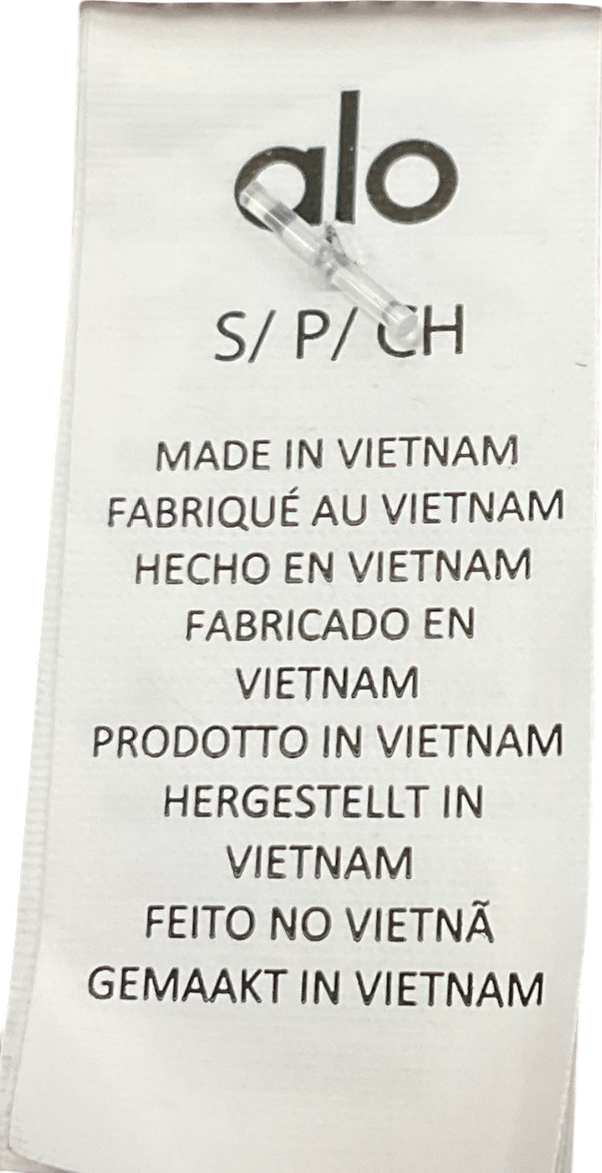 alo
S/ P/ CH
MADE IN VIETNAM
FABRIQUÉ AU VIETNAM
HECHO EN VIETNAM
FABRICADO EN
VIETNAM
PRODOTTO IN VIETNAM
HERGESTELLT IN
VIETNAM
FEITO NO VIETNÃ
GEMAAKT IN VIETNAM